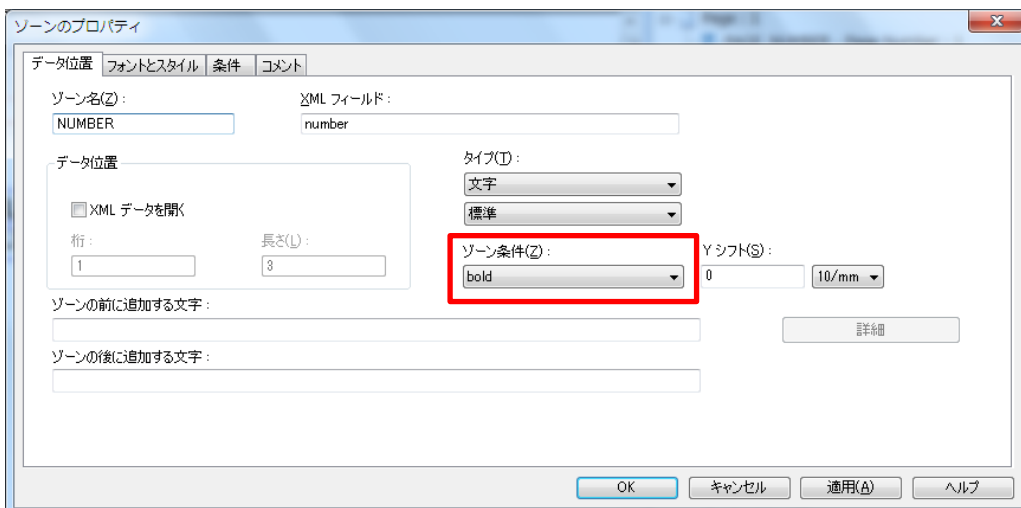 ゾーンのプロパティ
データ位置 フォントとスタイル 条件 コメント
ゾーン名(Z): XML フィールド:
NUMBER number
データ位置 タイプ(T):
文字
XML データを開く
標準
桁: 長さ(L): ゾーン条件(Z): Y シフト(S):
1 3 bold 0 10/mm
ゾーンの前に追加する文字:
詳細
ゾーンの後に追加する文字:
OK キャンセル 適用(A) ヘルプ